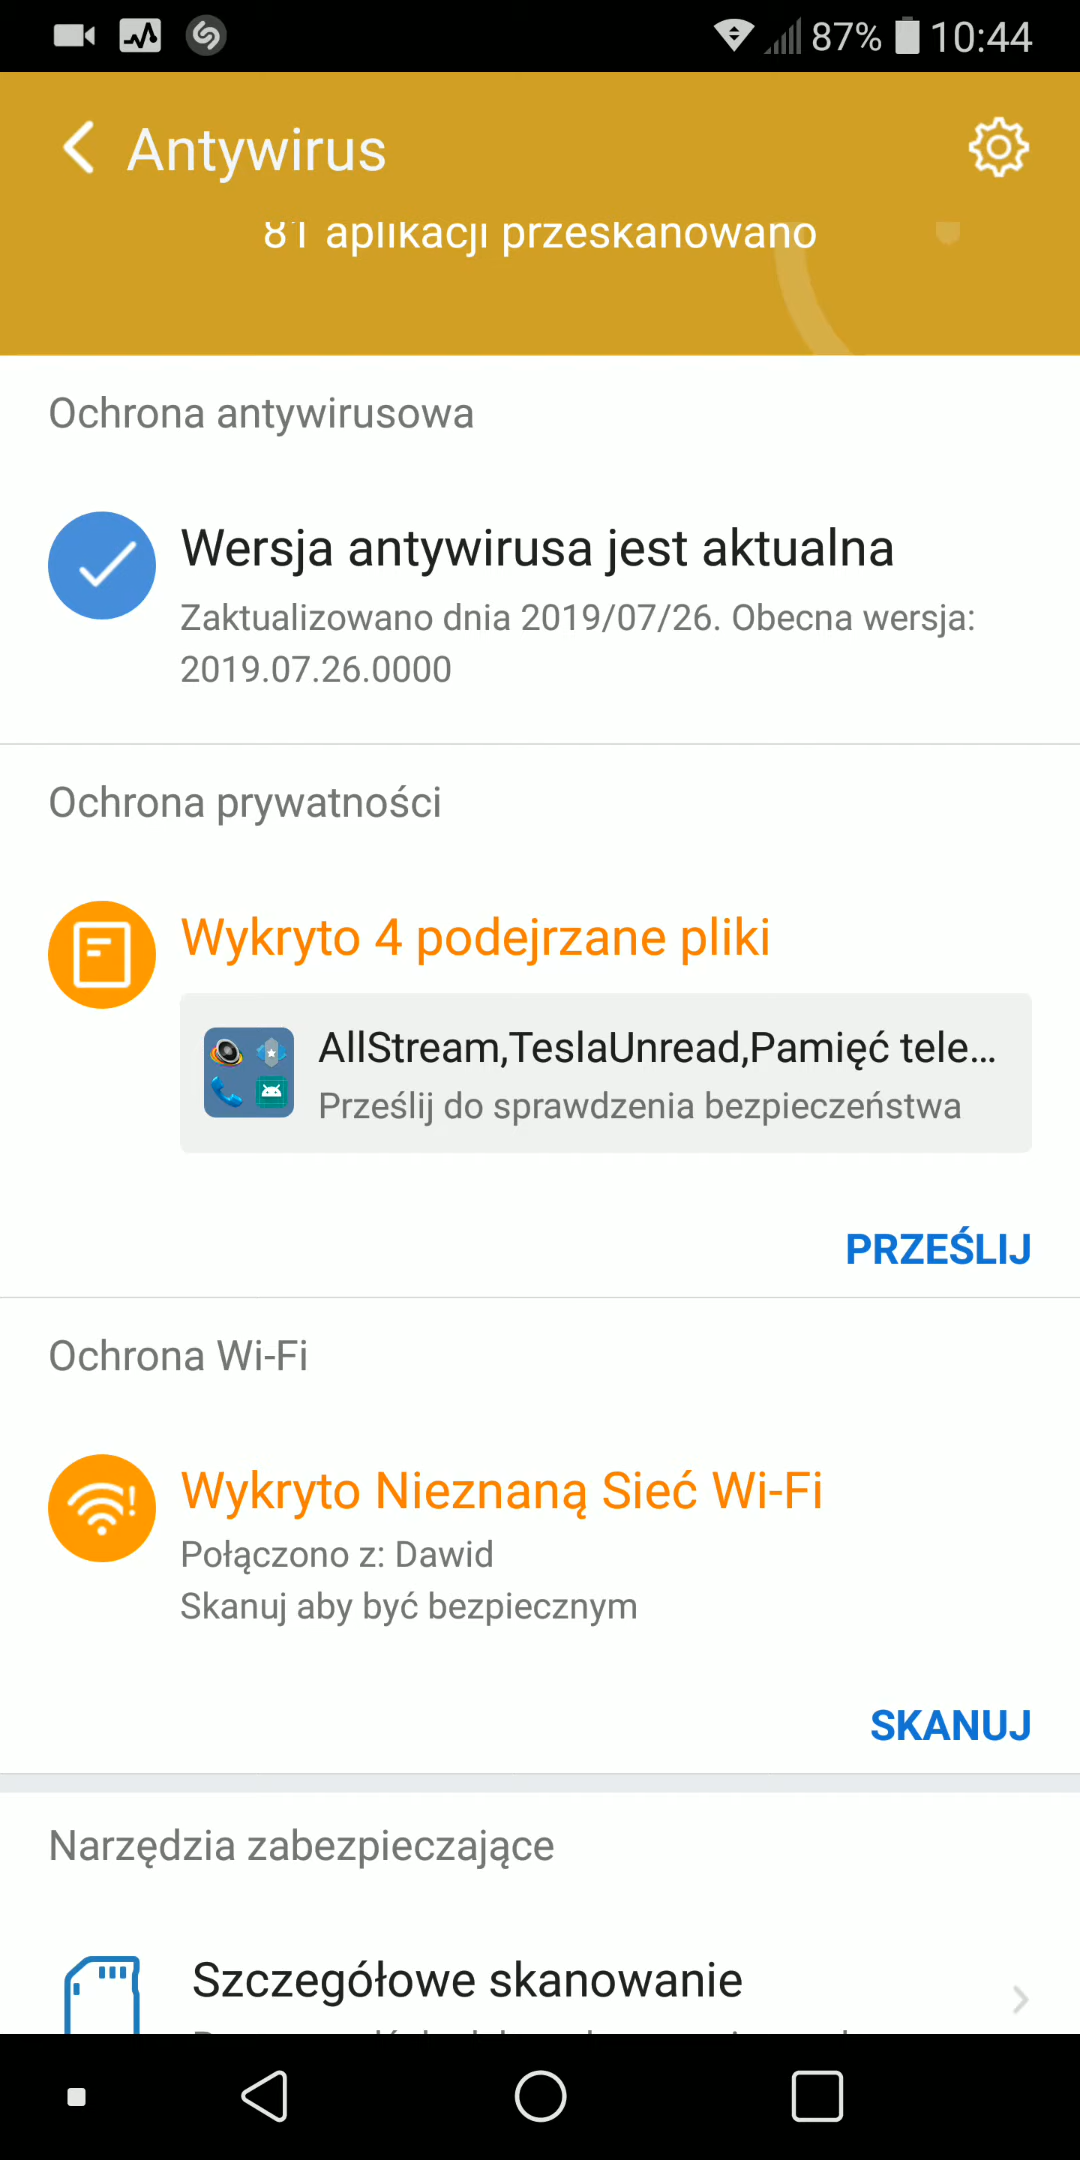 87% 10:44
Antywirus
81 aplikacji przeskanowano
Ochrona antywirusowa
Wersja antywirusa jest aktualna
Zaktualizowano dnia 2019/07/26. Obecna wersja:
2019.07.26.0000
Ochrona prywatności
Wykryto 4 podejrzane pliki
AllStream,TeslaUnread,Pamięć tele...
Prześlij do sprawdzenia bezpieczeństwa
PRZEŚLIJ
Ochrona Wi-Fi
Wykryto Nieznaną Sieć Wi-Fi
Połączono z: Dawid
Skanuj aby być bezpiecznym
SKANUJ
Narzędzia zabezpieczające
Szczegółowe skanowanie